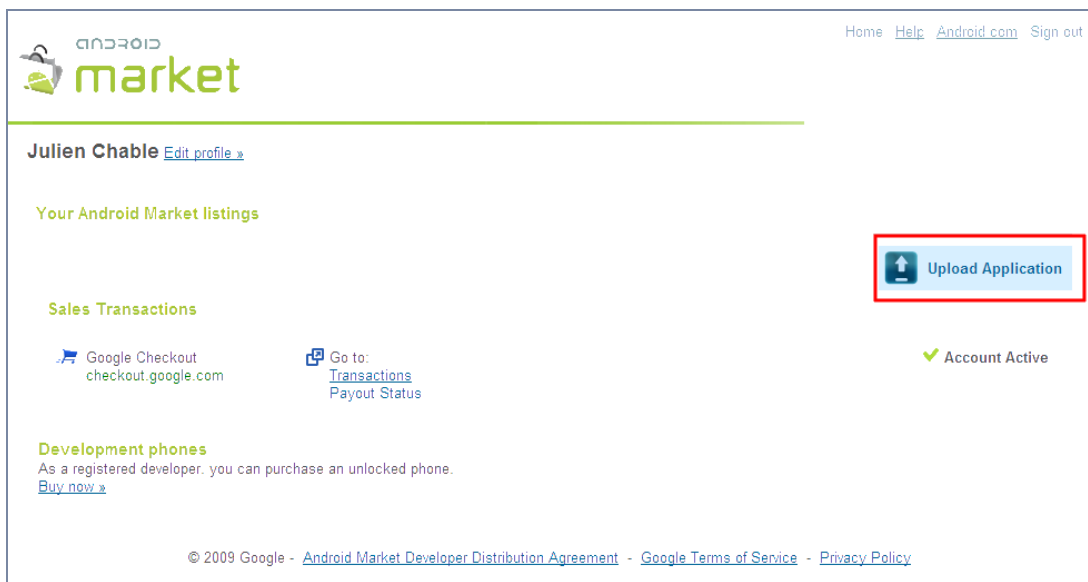 Home Help Android.com Sign out
android
market
Julien Chable Edit profile »
Your Android Market listings
Upload Application
Sales Transactions
Google Checkout
checkout.google.com
Go to:
Transactions
Payout Status
Account Active
Development phones
As a registered developer. you can purchase an unlocked phone.
Buy now »
© 2009 Google - Android Market Developer Distribution Agreement - Google Terms of Service - Privacy Policy